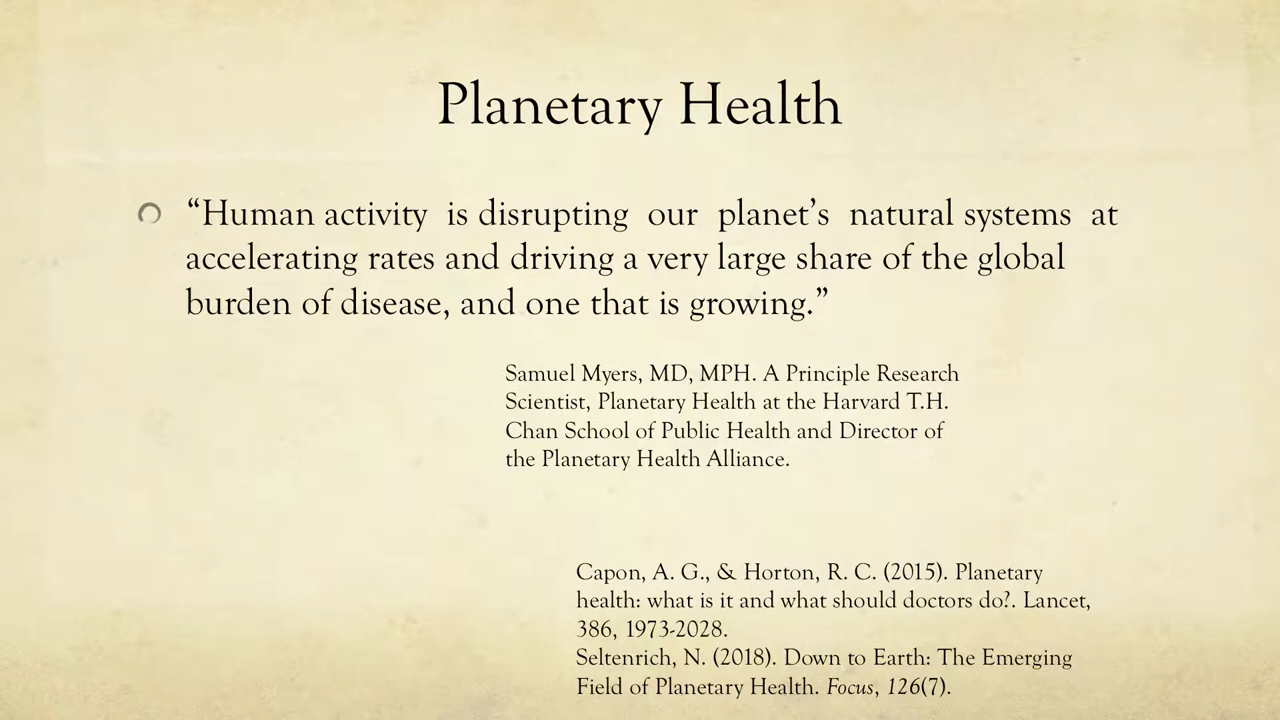 Planetary Health
“Human activity is disrupting our planet’s natural systems at
accelerating rates and driving a very large share of the global
burden of disease, and one that is growing.”
Samuel Myers, MD, MPH. A Principle Research
Scientist, Planetary Health at the Harvard T.H.
Chan School of Public Health and Director of
the Planetary Health Alliance.
Capon, A. G., & Horton, R. C. (2015). Planetary
health: what is it and what should doctors do?. Lancet,
386, 1973-2028.
Seltenrich, N. (2018). Down to Earth: The Emerging
Field of Planetary Health. Focus, 126(7).